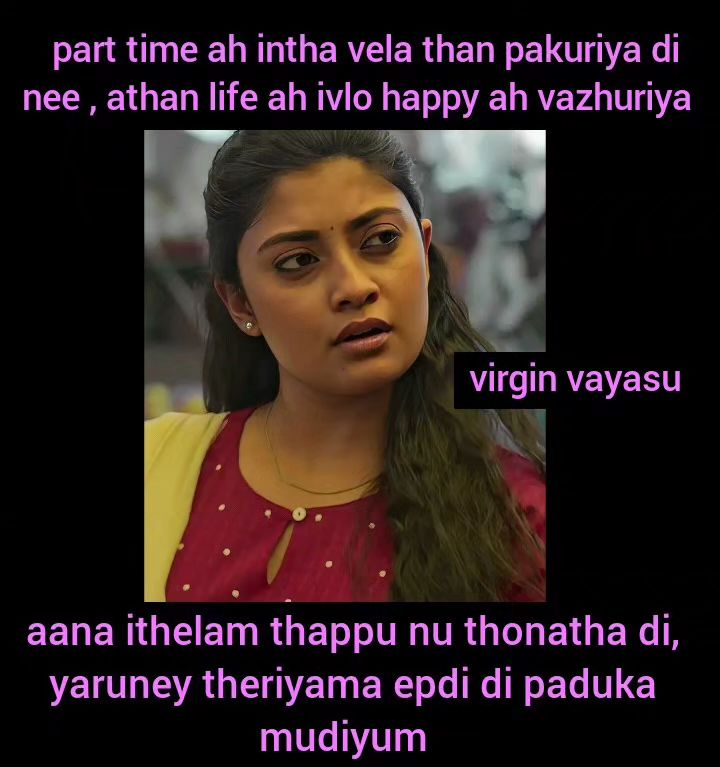 part time ah intha vela than pakuriya di
nee , athan life ah ivlo happy ah vazhuriya
virgin vayasu
aana ithelam thappu nu thonatha di,
yaruney theriyama epdi di paduka
mudiyum